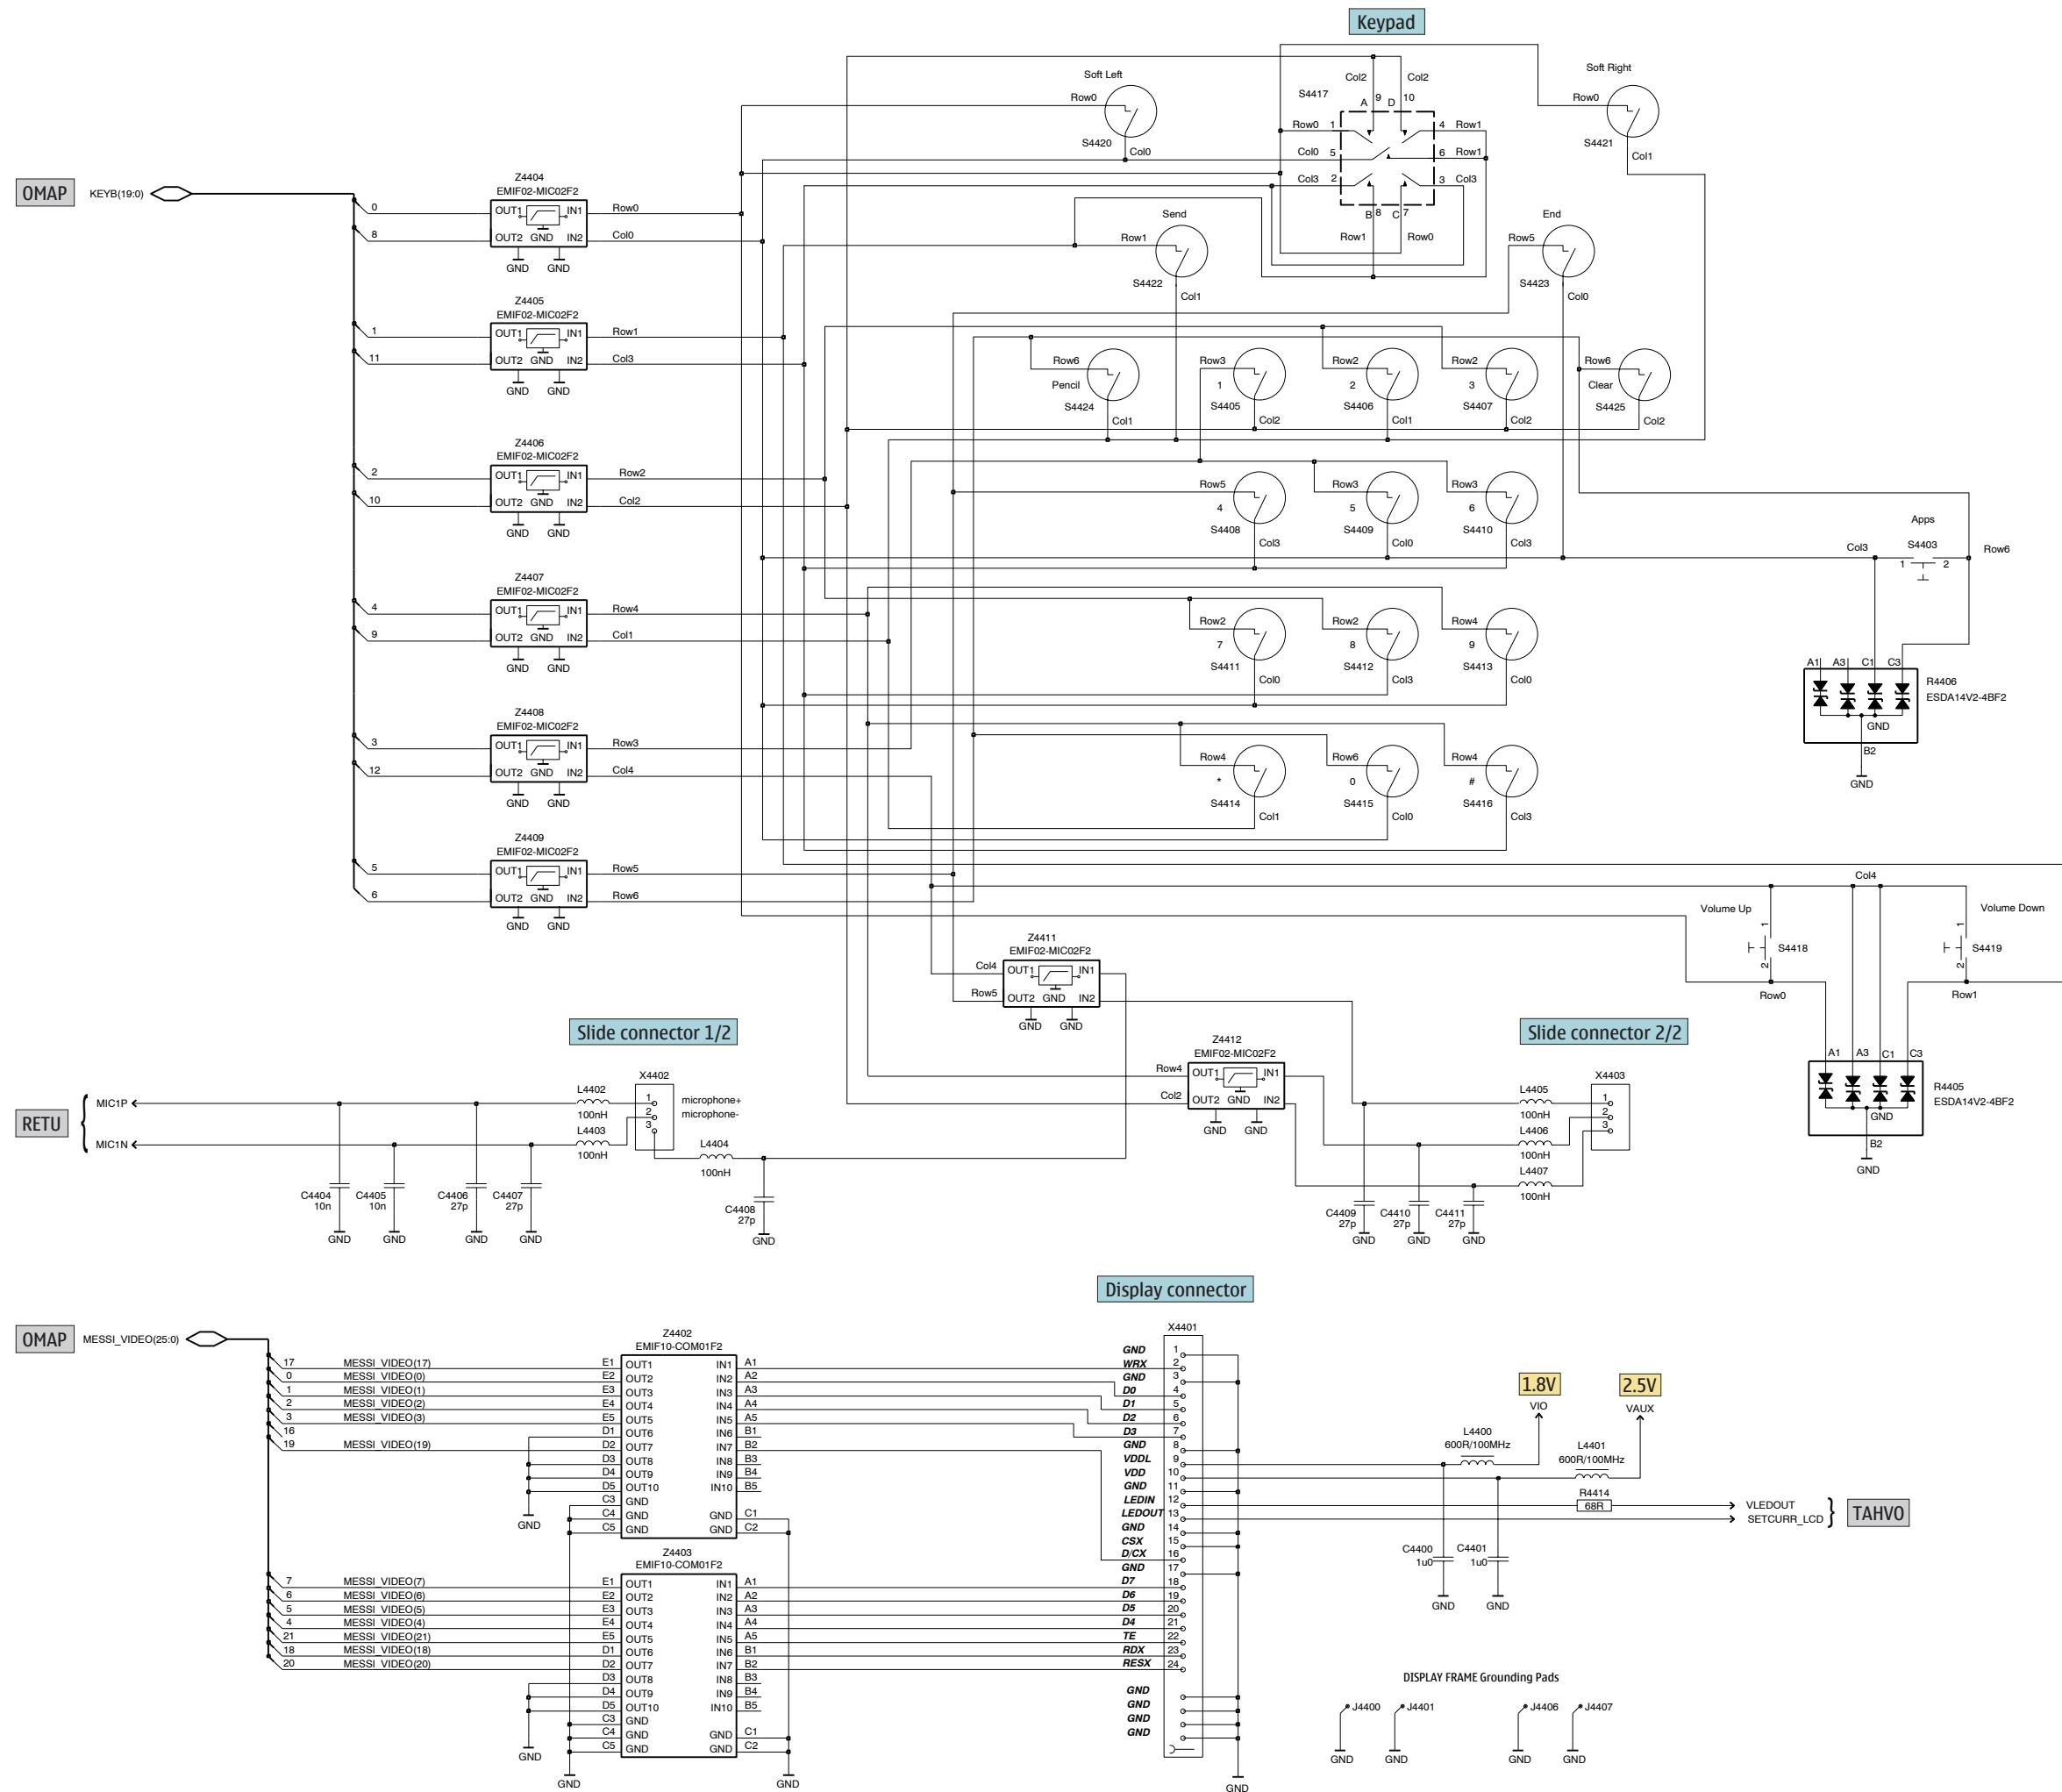 Keypad
Soft Left
Row0
S4420
Col0
S4417
Col2
Col2
A 9 D 10
Row0 1
4 Row1
Col0 5
6 Row1
Col3 2
3 Col3
B 8 C 7
Row1
Row0
Soft Right
Row0
S4421
Col1
OMAP
KEYB(19:0)
Z4404
EMIF02-MIC02F2
0
OUT1 IN1
Row0
8
OUT2 GND IN2
Col0
GND GND
Send
Row1
S4422
Col1
End
Row5
S4423
Col0
Z4405
EMIF02-MIC02F2
1
OUT1 IN1
Row1
11
OUT2 GND IN2
Col3
GND GND
Row6
Pencil
S4424
Col1
Row3
1
S4405
Col2
Row2
2
S4406
Col1
Row2
3
S4407
Col2
Row6
Clear
S4425
Col2
Z4406
EMIF02-MIC02F2
2
OUT1 IN1
Row2
10
OUT2 GND IN2
Col2
GND GND
Row5
4
S4408
Col3
Row3
5
S4409
Col0
Row3
6
S4410
Col3
Apps
Col3
S4403
1 2
Row6
Z4407
EMIF02-MIC02F2
4
OUT1 IN1
Row4
9
OUT2 GND IN2
Col1
GND GND
Row2
7
S4411
Col0
Row2
8
S4412
Col3
Row4
9
S4413
Col0
A1 A3 C1 C3
R4406
ESDA14V2-4BF2
GND
B2
GND
Z4408
EMIF02-MIC02F2
3
OUT1 IN1
Row3
12
OUT2 GND IN2
Col4
GND GND
Row4
*
S4414
Col1
Row6
0
S4415
Col0
Row4
#
S4416
Col3
Z4409
EMIF02-MIC02F2
5
OUT1 IN1
Row5
6
OUT2 GND IN2
Row6
GND GND
Col4
Volume Up
1
S4418
2
Row0
Volume Down
1
S4419
2
Row1
Z4411
EMIF02-MIC02F2
Col4
OUT1 IN1
Row5
OUT2 GND IN2
GND GND
Slide connector 1/2
Slide connector 2/2
Z4412
EMIF02-MIC02F2
Row4
OUT1 IN1
Col2
OUT2 GND IN2
GND GND
A1 A3 C1 C3
R4405
ESDA14V2-4BF2
GND
B2
GND
RETU
MIC1P
MIC1N
L4402
100nH
L4403
100nH
X4402
1
2
3
microphone+
microphone-
L4404
100nH
L4405
100nH
L4406
100nH
L4407
100nH
X4403
1
2
3
C4404
10n
C4405
10n
C4406
27p
C4407
27p
C4408
27p
C4409
27p
C4410
27p
C4411
27p
GND GND GND GND GND GND GND GND
Display connector
OMAP
MESSI_VIDEO(25:0)
Z4402
EMIF10-COM01F2
17 MESSI_VIDEO(17) E1 OUT1 IN1 A1
0 MESSI_VIDEO(0) E2 OUT2 IN2 A2
1 MESSI_VIDEO(1) E3 OUT3 IN3 A3
2 MESSI_VIDEO(2) E4 OUT4 IN4 A4
3 MESSI_VIDEO(3) E5 OUT5 IN5 A5
16 D1 OUT6 IN6 B1
19 MESSI_VIDEO(19) D2 OUT7 IN7 B2
D3 OUT8 IN8 B3
D4 OUT9 IN9 B4
D5 OUT10 IN10 B5
C3 GND
C4 GND GND C1
C5 GND GND C2
GND
Z4403
EMIF10-COM01F2
7 MESSI_VIDEO(7) E1 OUT1 IN1 A1
6 MESSI_VIDEO(6) E2 OUT2 IN2 A2
5 MESSI_VIDEO(5) E3 OUT3 IN3 A3
4 MESSI_VIDEO(4) E4 OUT4 IN4 A4
21 MESSI_VIDEO(21) E5 OUT5 IN5 A5
18 MESSI_VIDEO(18) D1 OUT6 IN6 B1
20 MESSI_VIDEO(20) D2 OUT7 IN7 B2
D3 OUT8 IN8 B3
D4 OUT9 IN9 B4
D5 OUT10 IN10 B5
C3 GND
C4 GND GND C1
C5 GND GND C2
GND
GND GND
X4401
GND 1
WRX 2
GND 3
D0 4
D1 5
D2 6
D3 7
GND 8
VDDL 9
VDD 10
GND 11
LEDIN 12
LEDOUT 13
GND 14
CSX 15
D/CX 16
GND 17
D7 18
D6 19
D5 20
D4 21
TE 22
RDX 23
RESX 24
GND
GND
GND
GND
GND
1.8V
VIO
2.5V
VAUX
L4400
600R/100MHz
L4401
600R/100MHz
R4414
68R
VLEDOUT
SETCURR_LCD
TAHVO
C4400
1u0
C4401
1u0
GND GND
DISPLAY FRAME Grounding Pads
J4400 J4401 J4406 J4407
GND GND GND GND